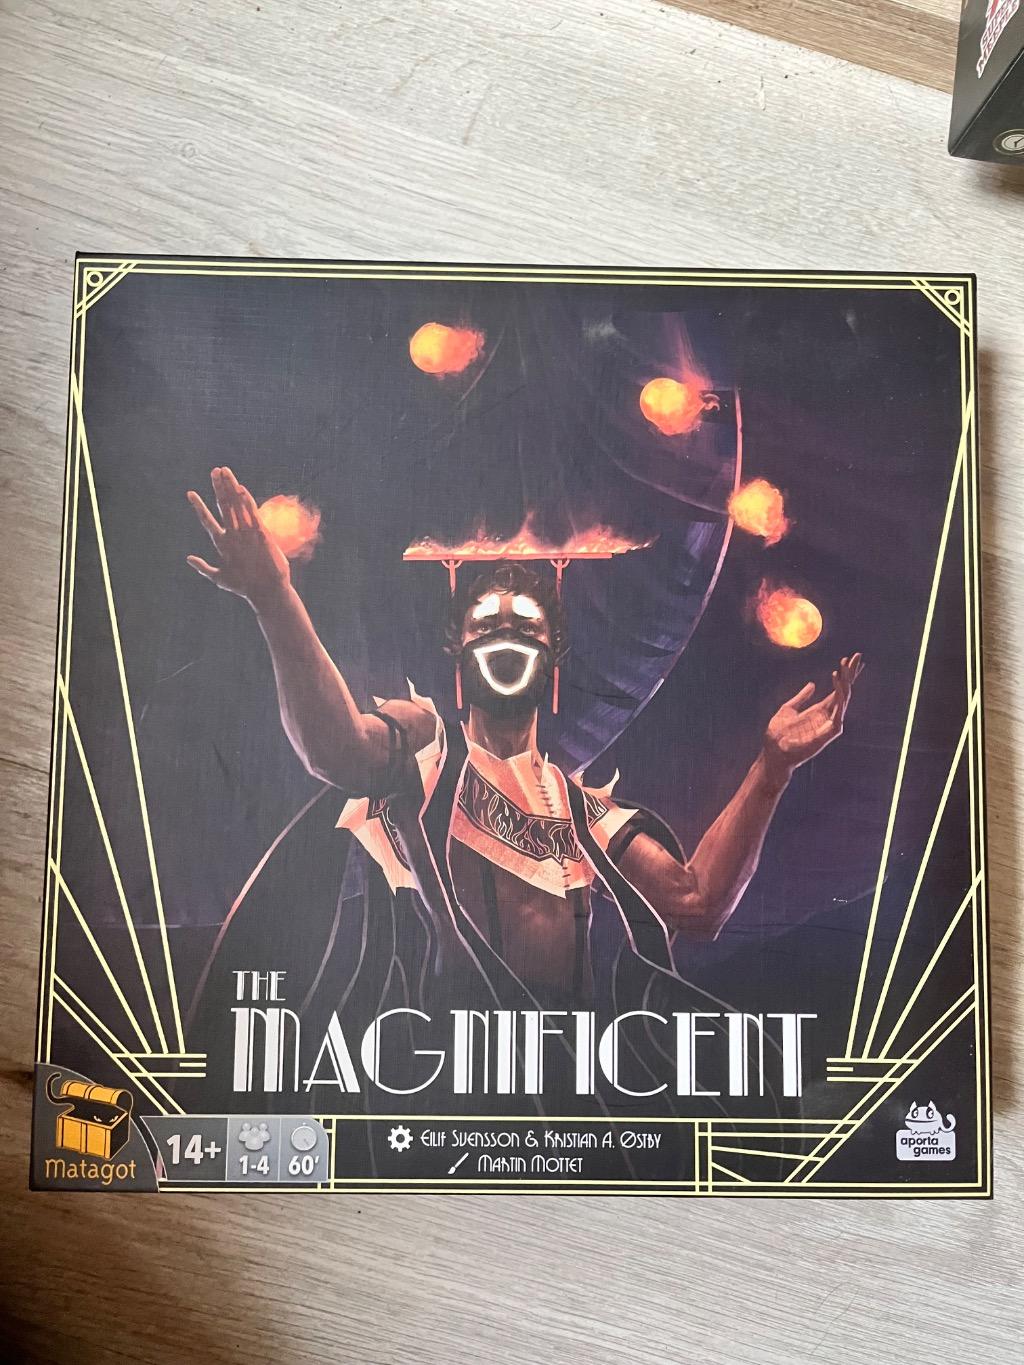 THE
MAGNIFICENT
EILIF SVENSSON & KRISTIAN A. ØSTBY
MARTIN MOTTET
matagot
14+
1-4
60'
aporta
games